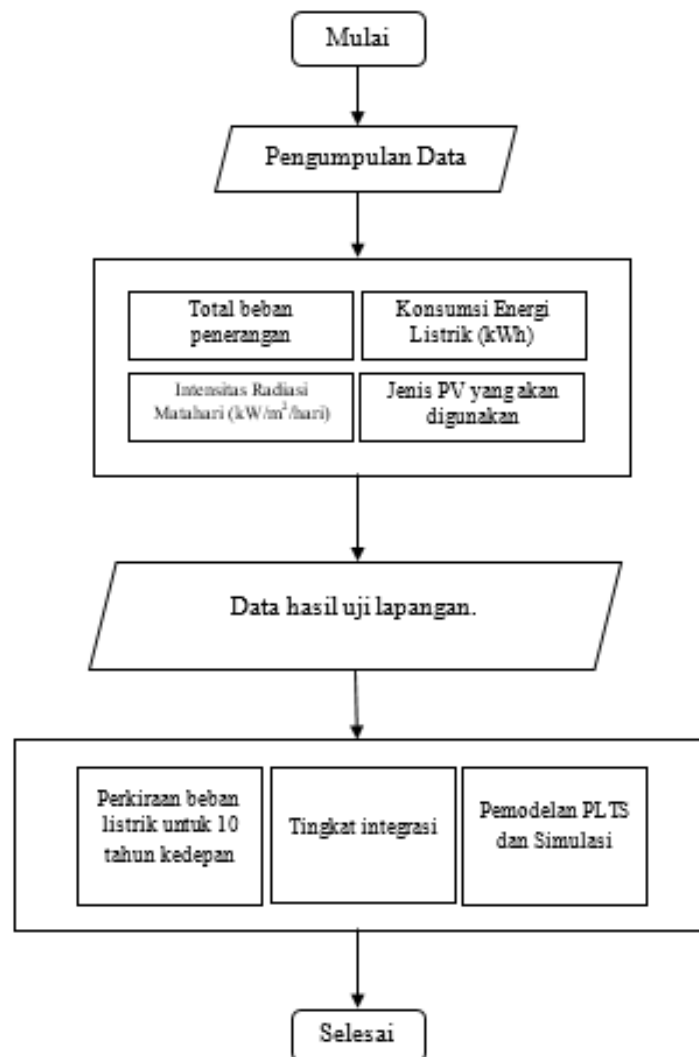 Mulai
Pengumpulan Data
Total beban
penerangan
Konsumsi Energi
Listrik (kWh)
Intensitas Radiasi
Matahari (kW/m²/hari)
Jenis PV yang akan
digunakan
Data hasil uji lapangan.
Perkiraan beban
listrik untuk 10
tahun kedepan
Tingkat integrasi
Pemodelan PLTS
dan Simulasi
Selesai